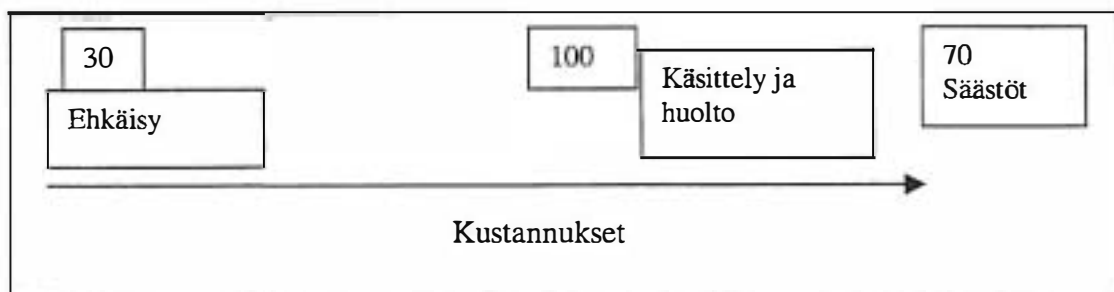 30
Ehkäisy
100
Käsittely ja
huolto
70
Säästöt
Kustannukset